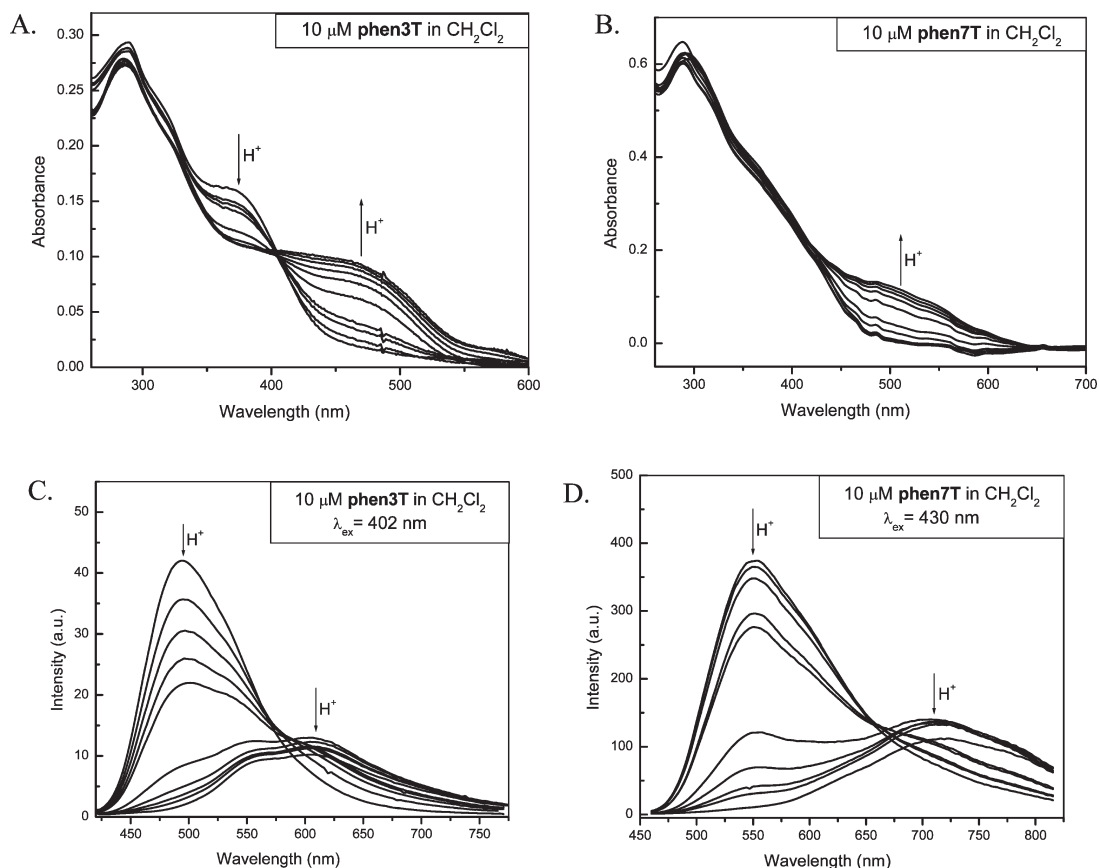 A.
10 μM phen3T in CH₂Cl₂
0.30
0.25
0.20
0.15
0.10
0.05
0.00
Absorbance
H⁺
H⁺
300
400
500
600
Wavelength (nm)
B.
10 μM phen7T in CH₂Cl₂
0.6
0.4
0.2
0.0
Absorbance
H⁺
300
400
500
600
700
Wavelength (nm)
C.
10 μM phen3T in CH₂Cl₂
λex= 402 nm
50
40
30
20
10
0
Intensity (a.u.)
H⁺
H⁺
450
500
550
600
650
700
750
Wavelength (nm)
D.
10 μM phen7T in CH₂Cl₂
λex= 430 nm
500
400
300
200
100
0
Intensity (a.u.)
H⁺
H⁺
450
500
550
600
650
700
750
800
Wavelength (nm)